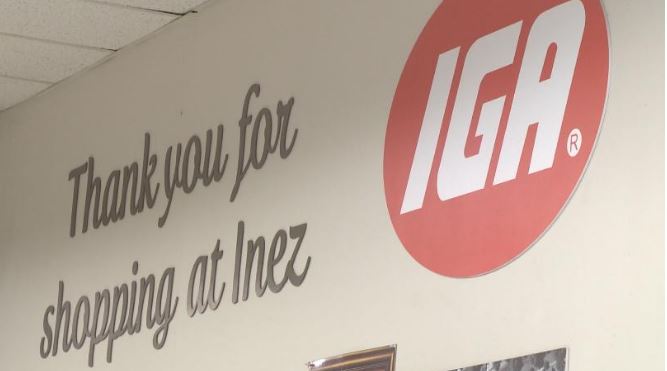 Thank you for
shopping at Inez
IGA®